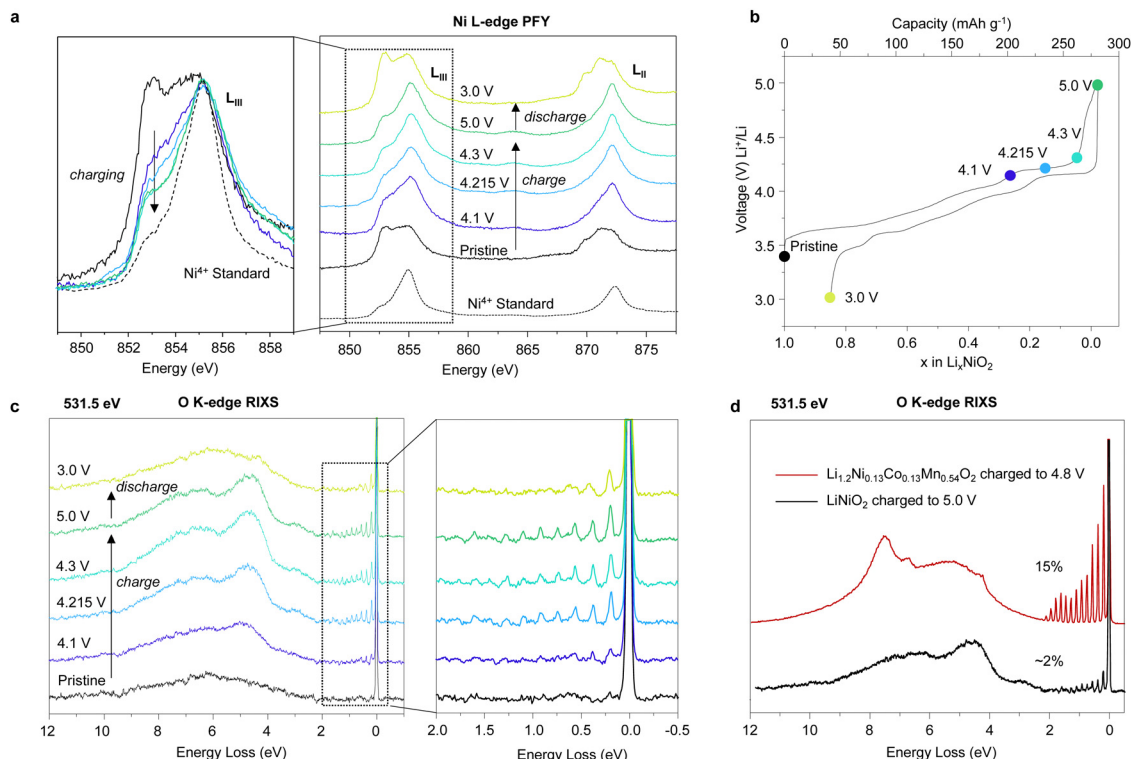 a
Ni L-edge PFY
L_III
charging
Ni⁴⁺ Standard
850 852 854 856 858
Energy (eV)
L_III
L_II
3.0 V
discharge
5.0 V
4.3 V
charge
4.215 V
4.1 V
Pristine
Ni⁴⁺ Standard
850 855 860 865 870 875
Energy (eV)
b
Capacity (mAh g⁻¹)
0 50 100 150 200 250 300
5.0
4.5
4.0
3.5
3.0
Voltage (V) Li⁺/Li
5.0 V
4.3 V
4.215 V
4.1 V
Pristine
3.0 V
1.0 0.8 0.6 0.4 0.2 0.0
x in LiₓNiO₂
c
531.5 eV O K-edge RIXS
3.0 V
discharge
5.0 V
4.3 V
charge
4.215 V
4.1 V
Pristine
12 10 8 6 4 2 0
Energy Loss (eV)
2.0 1.5 1.0 0.5 0.0 -0.5
Energy Loss (eV)
d
531.5 eV O K-edge RIXS
Li₁.₂Ni₀.₁₃Co₀.₁₃Mn₀.₅₄O₂ charged to 4.8 V
LiNiO₂ charged to 5.0 V
15%
~2%
12 10 8 6 4 2 0
Energy Loss (eV)